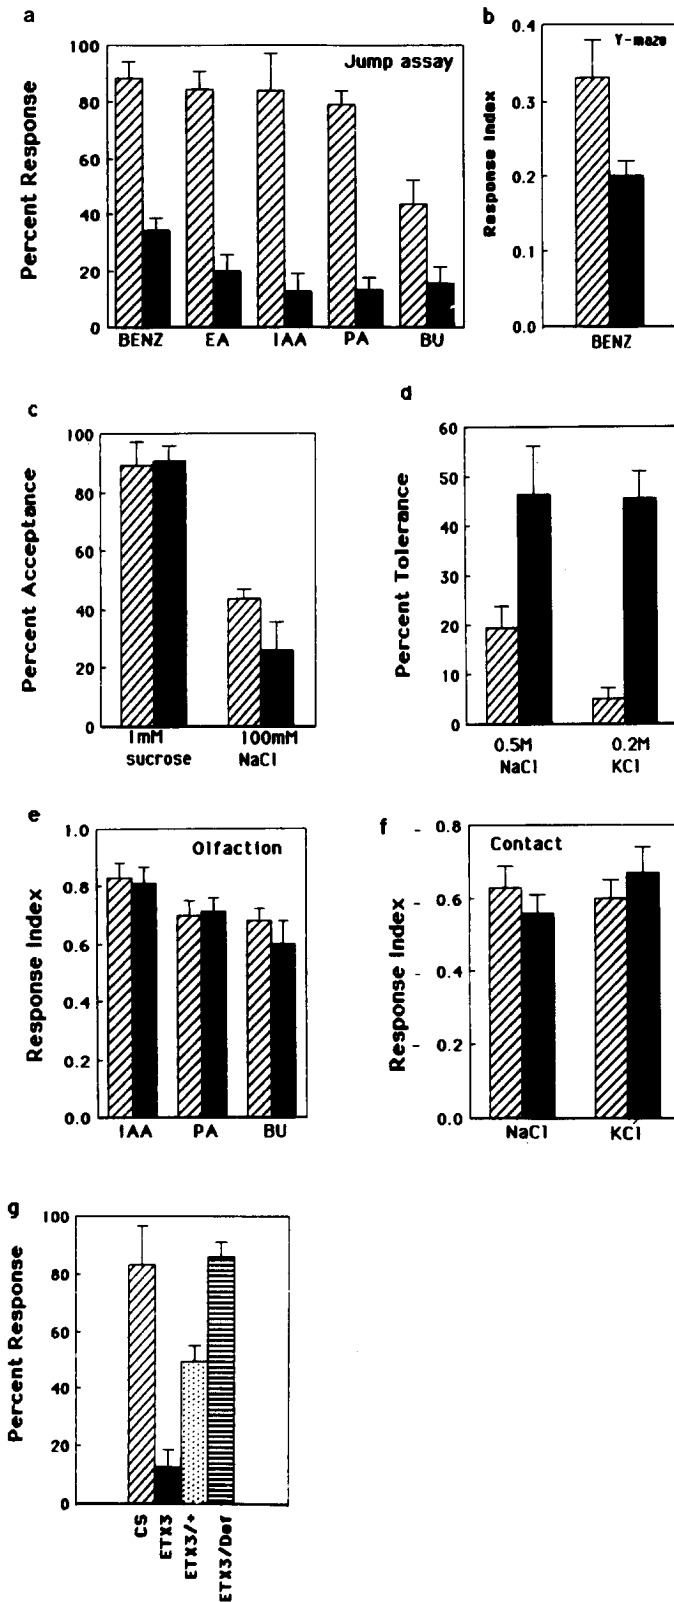 a
Percent Response
100
80
60
40
20
0
Jump assay
BENZ EA IAA PA BU
b
Response Index
0.4
0.3
0.2
0.1
0.0
Y-maze
BENZ
c
Percent Acceptance
100
80
60
40
20
0
1mM
sucrose
100mM
NaCl
d
Percent Tolerance
60
50
40
30
20
10
0
0.5M
NaCl
0.2M
KCl
e
Response Index
1.0
0.8
0.6
0.4
0.2
0.0
Olfaction
IAA PA BU
f
Response Index
0.8
0.6
0.4
0.2
0.0
Contact
NaCl KCl
g
Percent Response
100
80
60
40
20
0
CS
ETX3
ETX3/+
ETX3/Def